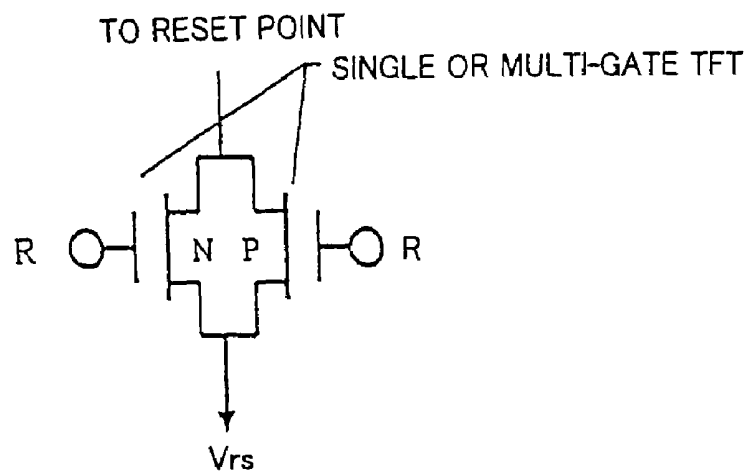 TO RESET POINT
SINGLE OR MULTI-GATE TFT
R N P R
Vrs